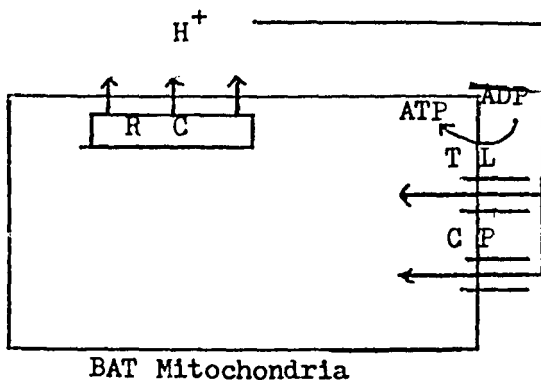 H+
ADP
ATP
R C
T L
C P
BAT Mitochondria